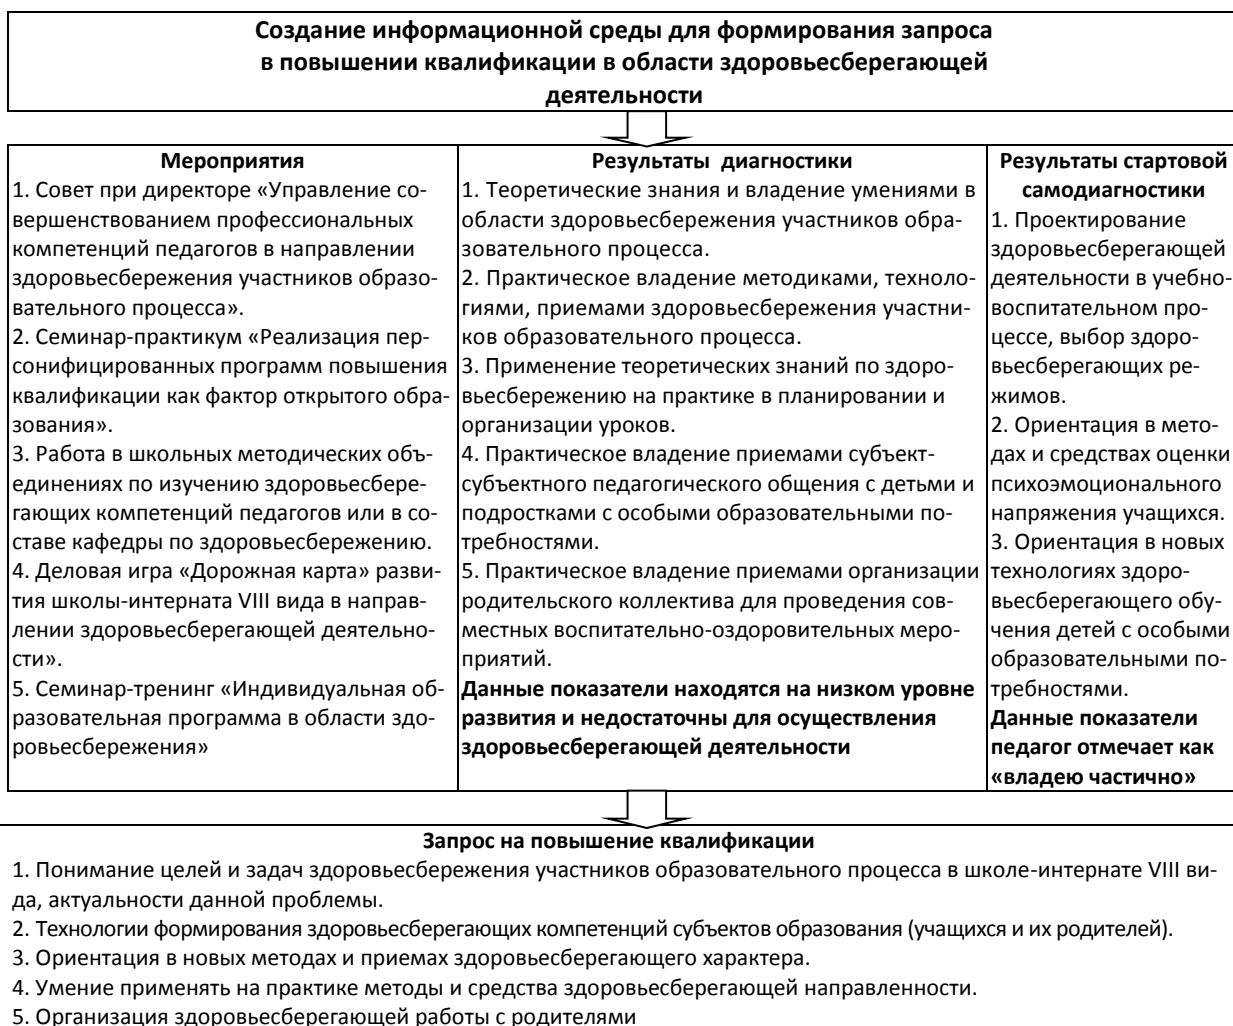 Создание информационной среды для формирования запроса
в повышении квалификации в области здоровьесберегающей
деятельности
Мероприятия
1. Совет при директоре «Управление со-
вершенствованием профессиональных
компетенций педагогов в направлении
здоровьесбережения участников образо-
вательного процесса».
2. Семинар-практикум «Реализация пер-
сонифицированных программ повышения
квалификации как фактор открытого обра-
зования».
3. Работа в школьных методических объ-
единениях по изучению здоровьесбере-
гающих компетенций педагогов или в со-
ставе кафедры по здоровьесбережению.
4. Деловая игра «Дорожная карта» разви-
тия школы-интерната VIII вида в направ-
лении здоровьесберегающей деятельно-
сти».
5. Семинар-тренинг «Индивидуальная об-
разовательная программа в области здо-
ровьесбережения»
Результаты  диагностики
1. Теоретические знания и владение умениями в
области здоровьесбережения участников обра-
зовательного процесса.
2. Практическое владение методиками, техноло-
гиями, приемами здоровьесбережения участни-
ков образовательного процесса.
3. Применение теоретических знаний по здоро-
вьесбережению на практике в планировании и
организации уроков.
4. Практическое владение приемами субъект-
субъектного педагогического общения с детьми и
подростками с особыми образовательными по-
требностями.
5. Практическое владение приемами организации
родительского коллектива для проведения сов-
местных воспитательно-оздоровительных меро-
приятий.
Данные показатели находятся на низком уровне
развития и недостаточны для осуществления
здоровьесберегающей деятельности
Результаты стартовой
самодиагностики
1. Проектирование
здоровьесберегающей
деятельности в учебно-
воспитательном про-
цессе, выбор здоро-
вьесберегающих ре-
жимов.
2. Ориентация в мето-
дах и средствах оценки
психоэмоционального
напряжения учащихся.
3. Ориентация в новых
технологиях здоро-
вьесберегающего обу-
чения детей с особыми
образовательными по-
требностями.
Данные показатели
педагог отмечает как
«владею частично»
Запрос на повышение квалификации
1. Понимание целей и задач здоровьесбережения участников образовательного процесса в школе-интернате VIII ви-
да, актуальности данной проблемы.
2. Технологии формирования здоровьесберегающих компетенций субъектов образования (учащихся и их родителей).
3. Ориентация в новых методах и приемах здоровьесберегающего характера.
4. Умение применять на практике методы и средства здоровьесберегающей направленности.
5. Организация здоровьесберегающей работы с родителями